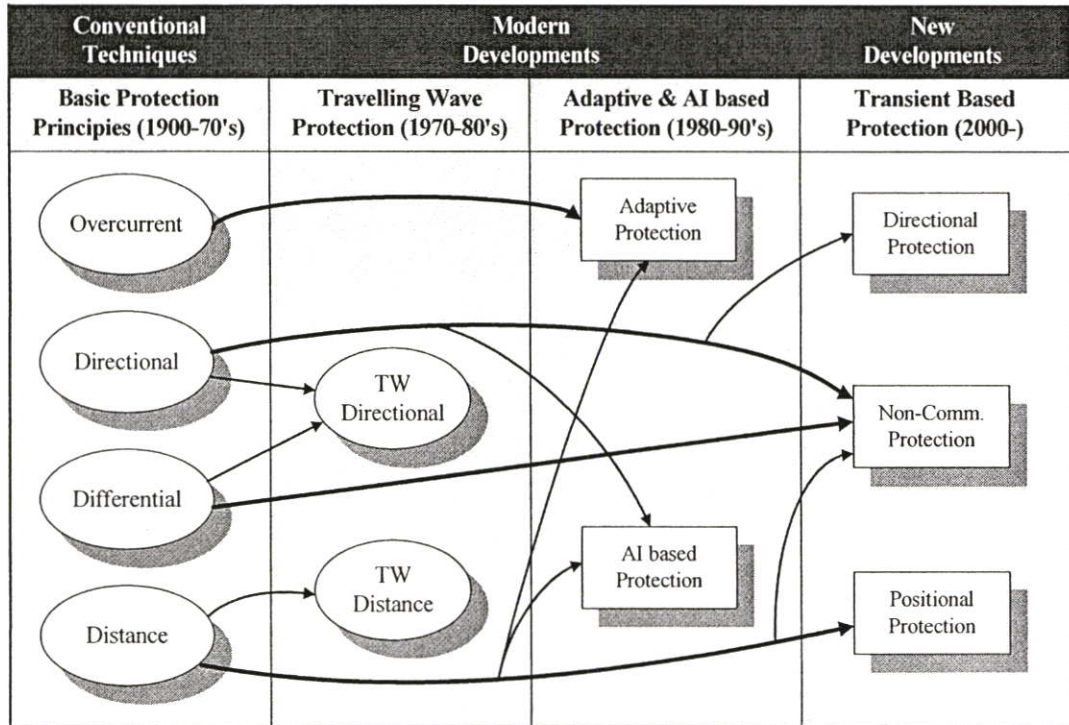 Conventional
Techniques
Modern
Developments
New
Developments
Basic Protection
Principies (1900-70's)
Travelling Wave
Protection (1970-80's)
Adaptive & AI based
Protection (1980-90's)
Transient Based
Protection (2000-)
Overcurrent
Adaptive
Protection
Directional
Protection
Directional
TW
Directional
Non-Comm.
Protection
Differential
AI based
Protection
TW
Distance
Distance
Positional
Protection